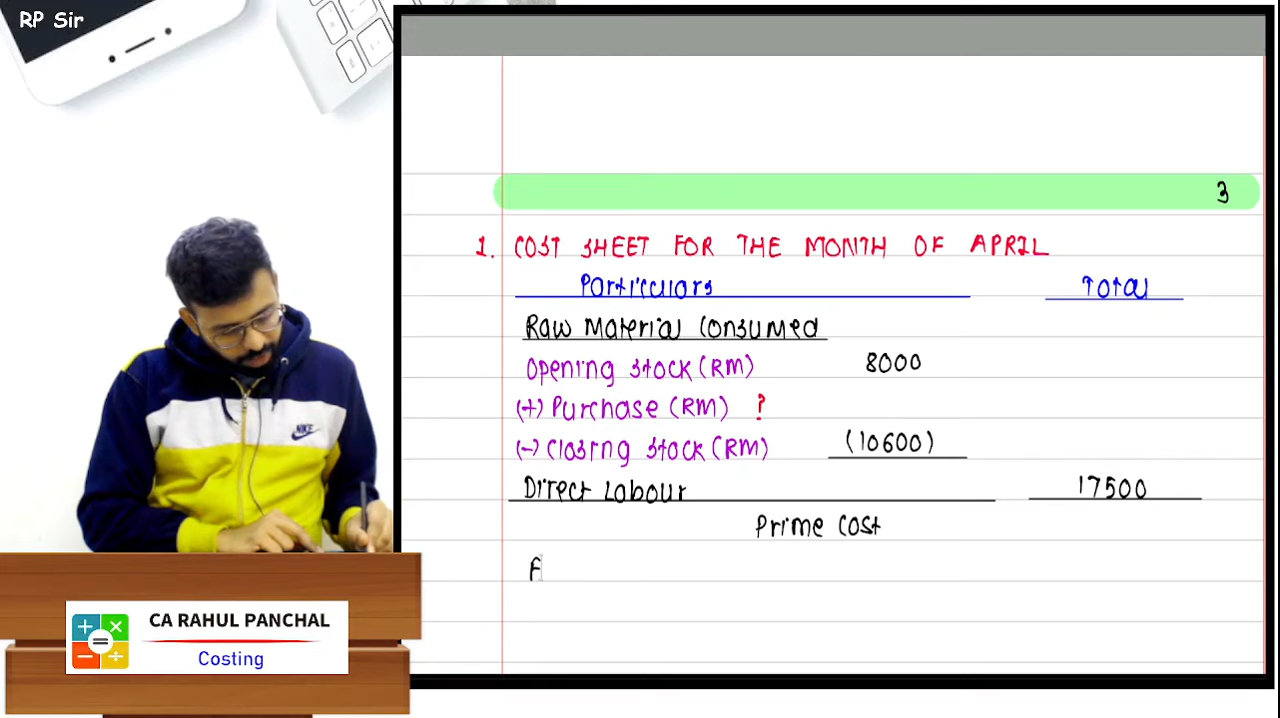 RP Sir
3
1. COST SHEET FOR THE MONTH OF APRIL
Particulars Total
Raw Material Consumed
Opening Stock (RM) 8000
(+) Purchase (RM) ?
(-) Closing Stock (RM) (10600)
Direct Labour 17500
Prime Cost
F
NIKE
CA RAHUL PANCHAL
Costing